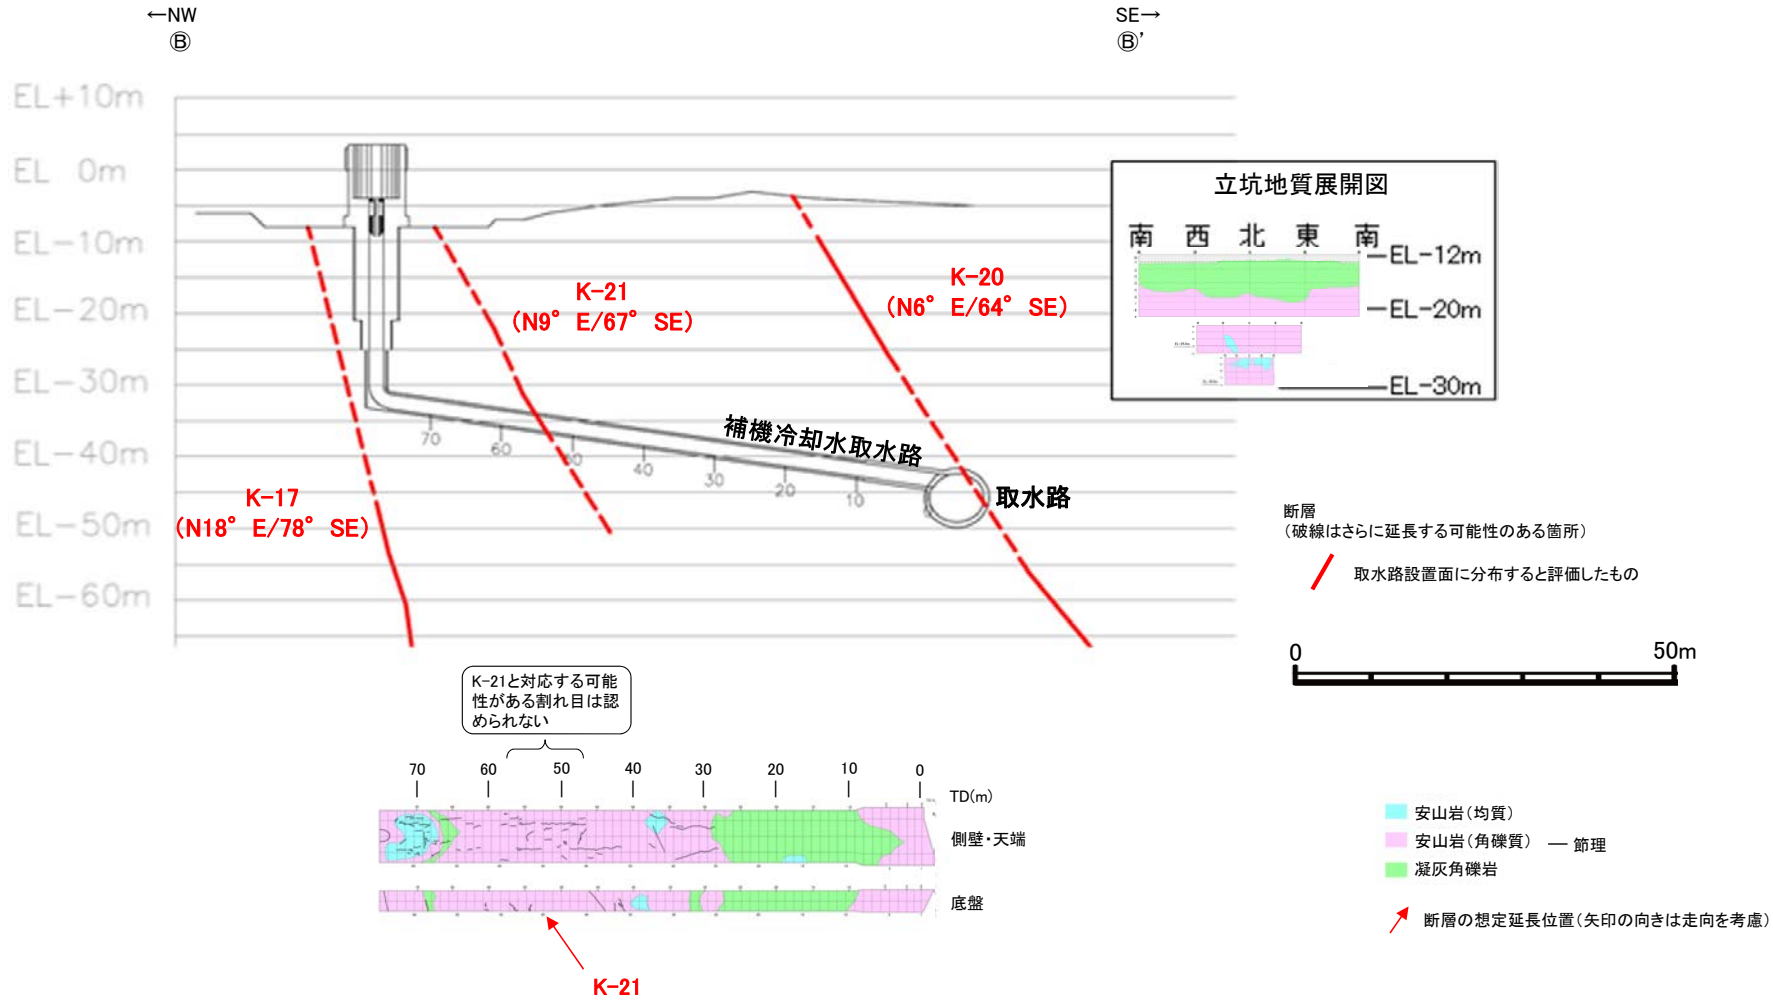 ←NW
Ⓑ
SE→
Ⓑ'
EL+10m
EL 0m
EL-10m
EL-20m
EL-30m
EL-40m
EL-50m
EL-60m
K-21
(N9° E/67° SE)
K-20
(N6° E/64° SE)
K-17
(N18° E/78° SE)
補機冷却水取水路
取水路
70
60
50
40
30
20
10
0
立坑地質展開図
南 西 北 東 南
EL-12m
EL-20m
EL-30m
断層
(破線はさらに延長する可能性のある箇所)
取水路設置面に分布すると評価したもの
0 50m
K-21と対応する可能
性がある割れ目は認
められない
70 60 50 40 30 20 10 0
TD(m)
側壁・天端
底盤
K-21
安山岩(均質)
安山岩(角礫質)
節理
凝灰角礫岩
断層の想定延長位置(矢印の向きは走向を考慮)